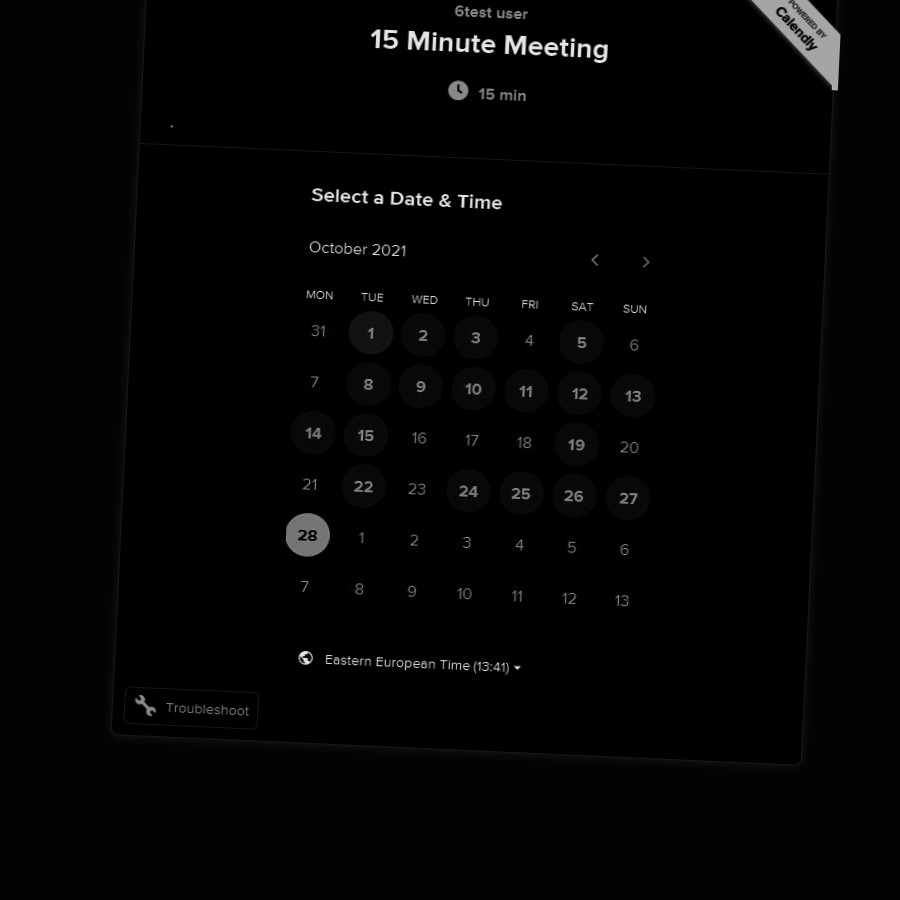 6test user
15 Minute Meeting
15 min
POWERED BY
Calendly
Select a Date & Time
October 2021
MON TUE WED THU FRI SAT SUN
31 1 2 3 4 5 6
7 8 9 10 11 12 13
14 15 16 17 18 19 20
21 22 23 24 25 26 27
28 1 2 3 4 5 6
7 8 9 10 11 12 13
Eastern European Time (13:41)
Troubleshoot